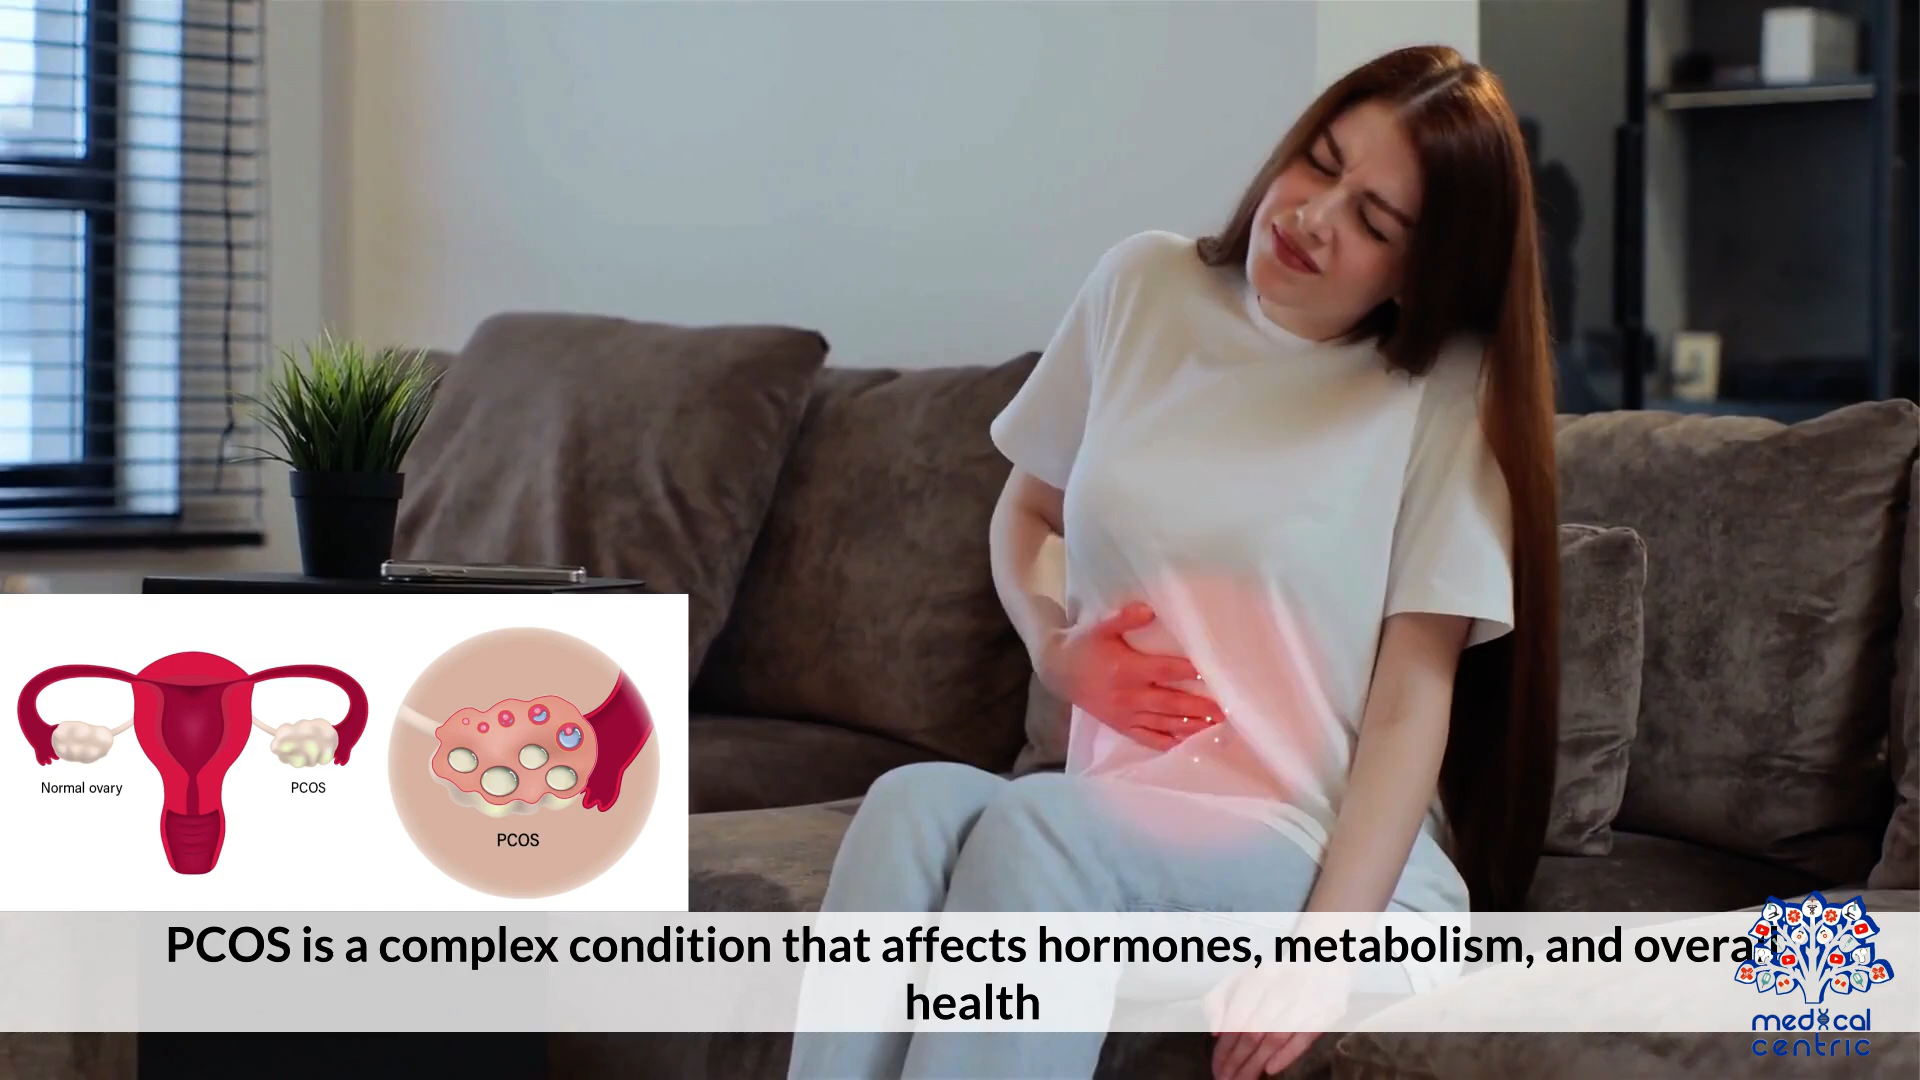 Normal ovary
PCOS
PCOS
PCOS is a complex condition that affects hormones, metabolism, and overall
health
medical
centric